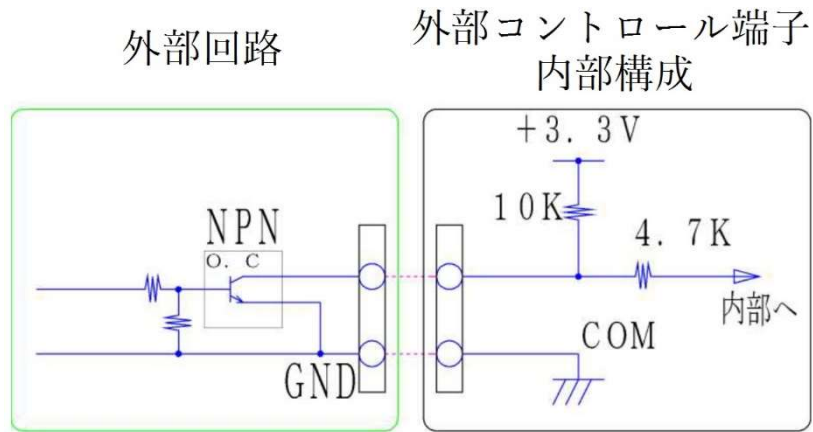 外部回路
外部コントロール端子
内部構成
+3.3V
10K
4.7K
NPN
O.C
内部へ
COM
GND